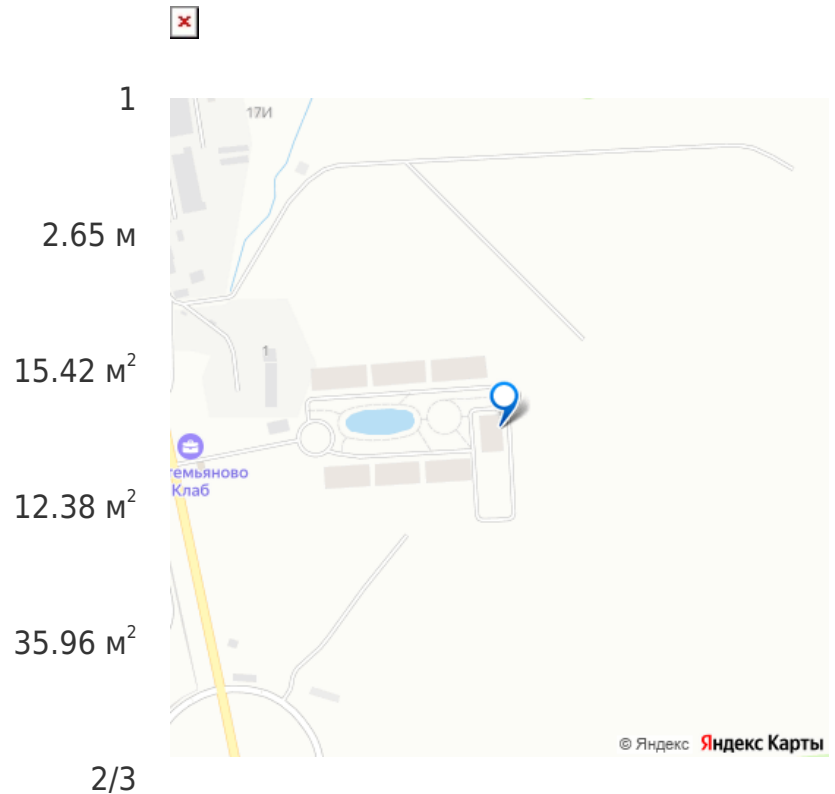 1
17И
2.65 м
15.42 м²
1
12.38 м²
темьяново
Клаб
35.96 м²
© Яндекс Яндекс Карты
2/3